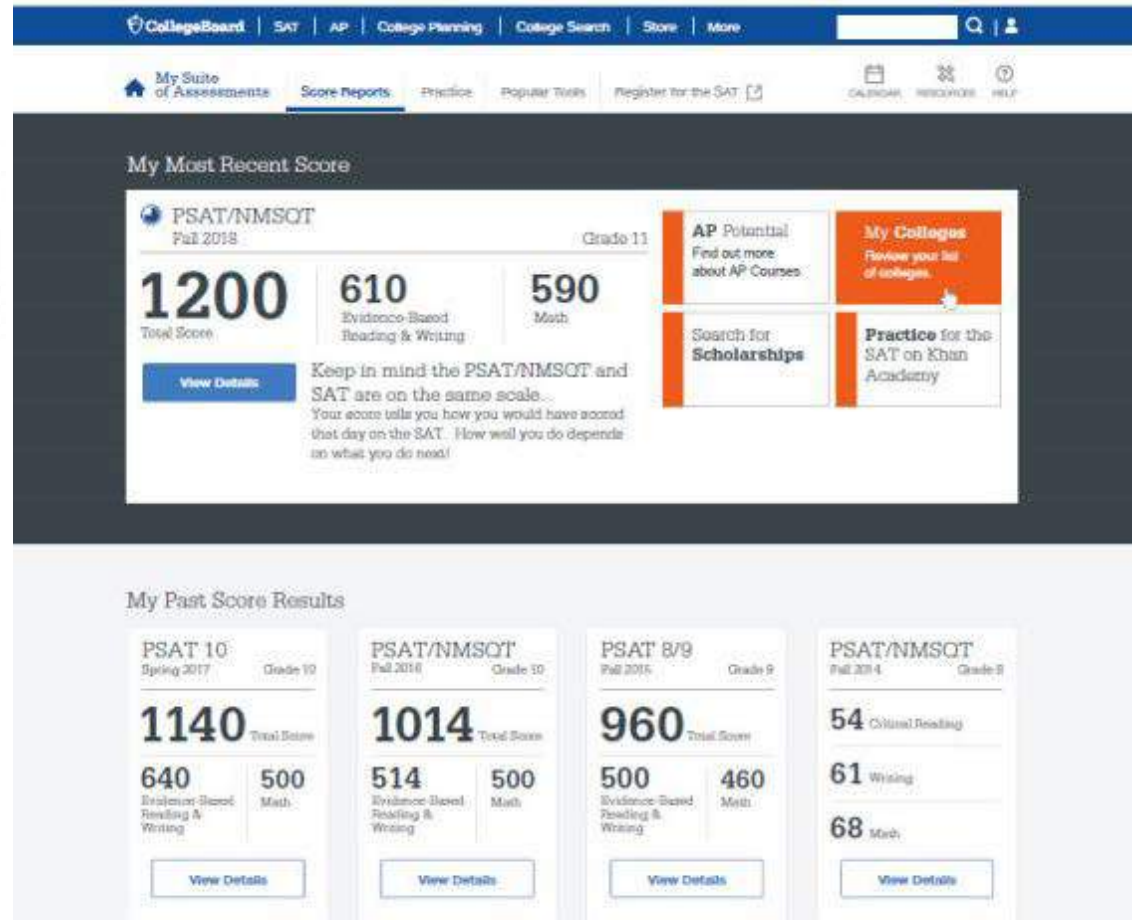 CollegeBoard | SAT | AP | College Planning | College Search | Store | More
My Suite of Assessments
Score Reports Practice Popular Tools Register for the SAT
CALENDAR RESOURCES HELP
My Most Recent Score
PSAT/NMSQT
Fall 2018 Grade 11
1200
Total Score
610
Evidence-Based
Reading & Writing
590
Math
View Details
Keep in mind the PSAT/NMSQT and
SAT are on the same scale...
Your score tells you how you would have scored
that day on the SAT. How well you do depends
on what you do next!
AP Potential
Find out more
about AP Courses
My Colleges
Review your list
of colleges.
Search for
Scholarships
Practice for the
SAT on Khan
Academy
My Past Score Results
PSAT 10
Spring 2017 Grade 10
1140 Total Score
640
Evidence-Based
Reading &
Writing
500
Math
View Details
PSAT/NMSQT
Fall 2016 Grade 10
1014 Total Score
514
Evidence-Based
Reading &
Writing
500
Math
View Details
PSAT 8/9
Fall 2015 Grade 9
960 Total Score
500
Evidence-Based
Reading &
Writing
460
Math
View Details
PSAT/NMSQT
Fall 2014 Grade
54 Critical Reading
61 Writing
68 Math
View Details